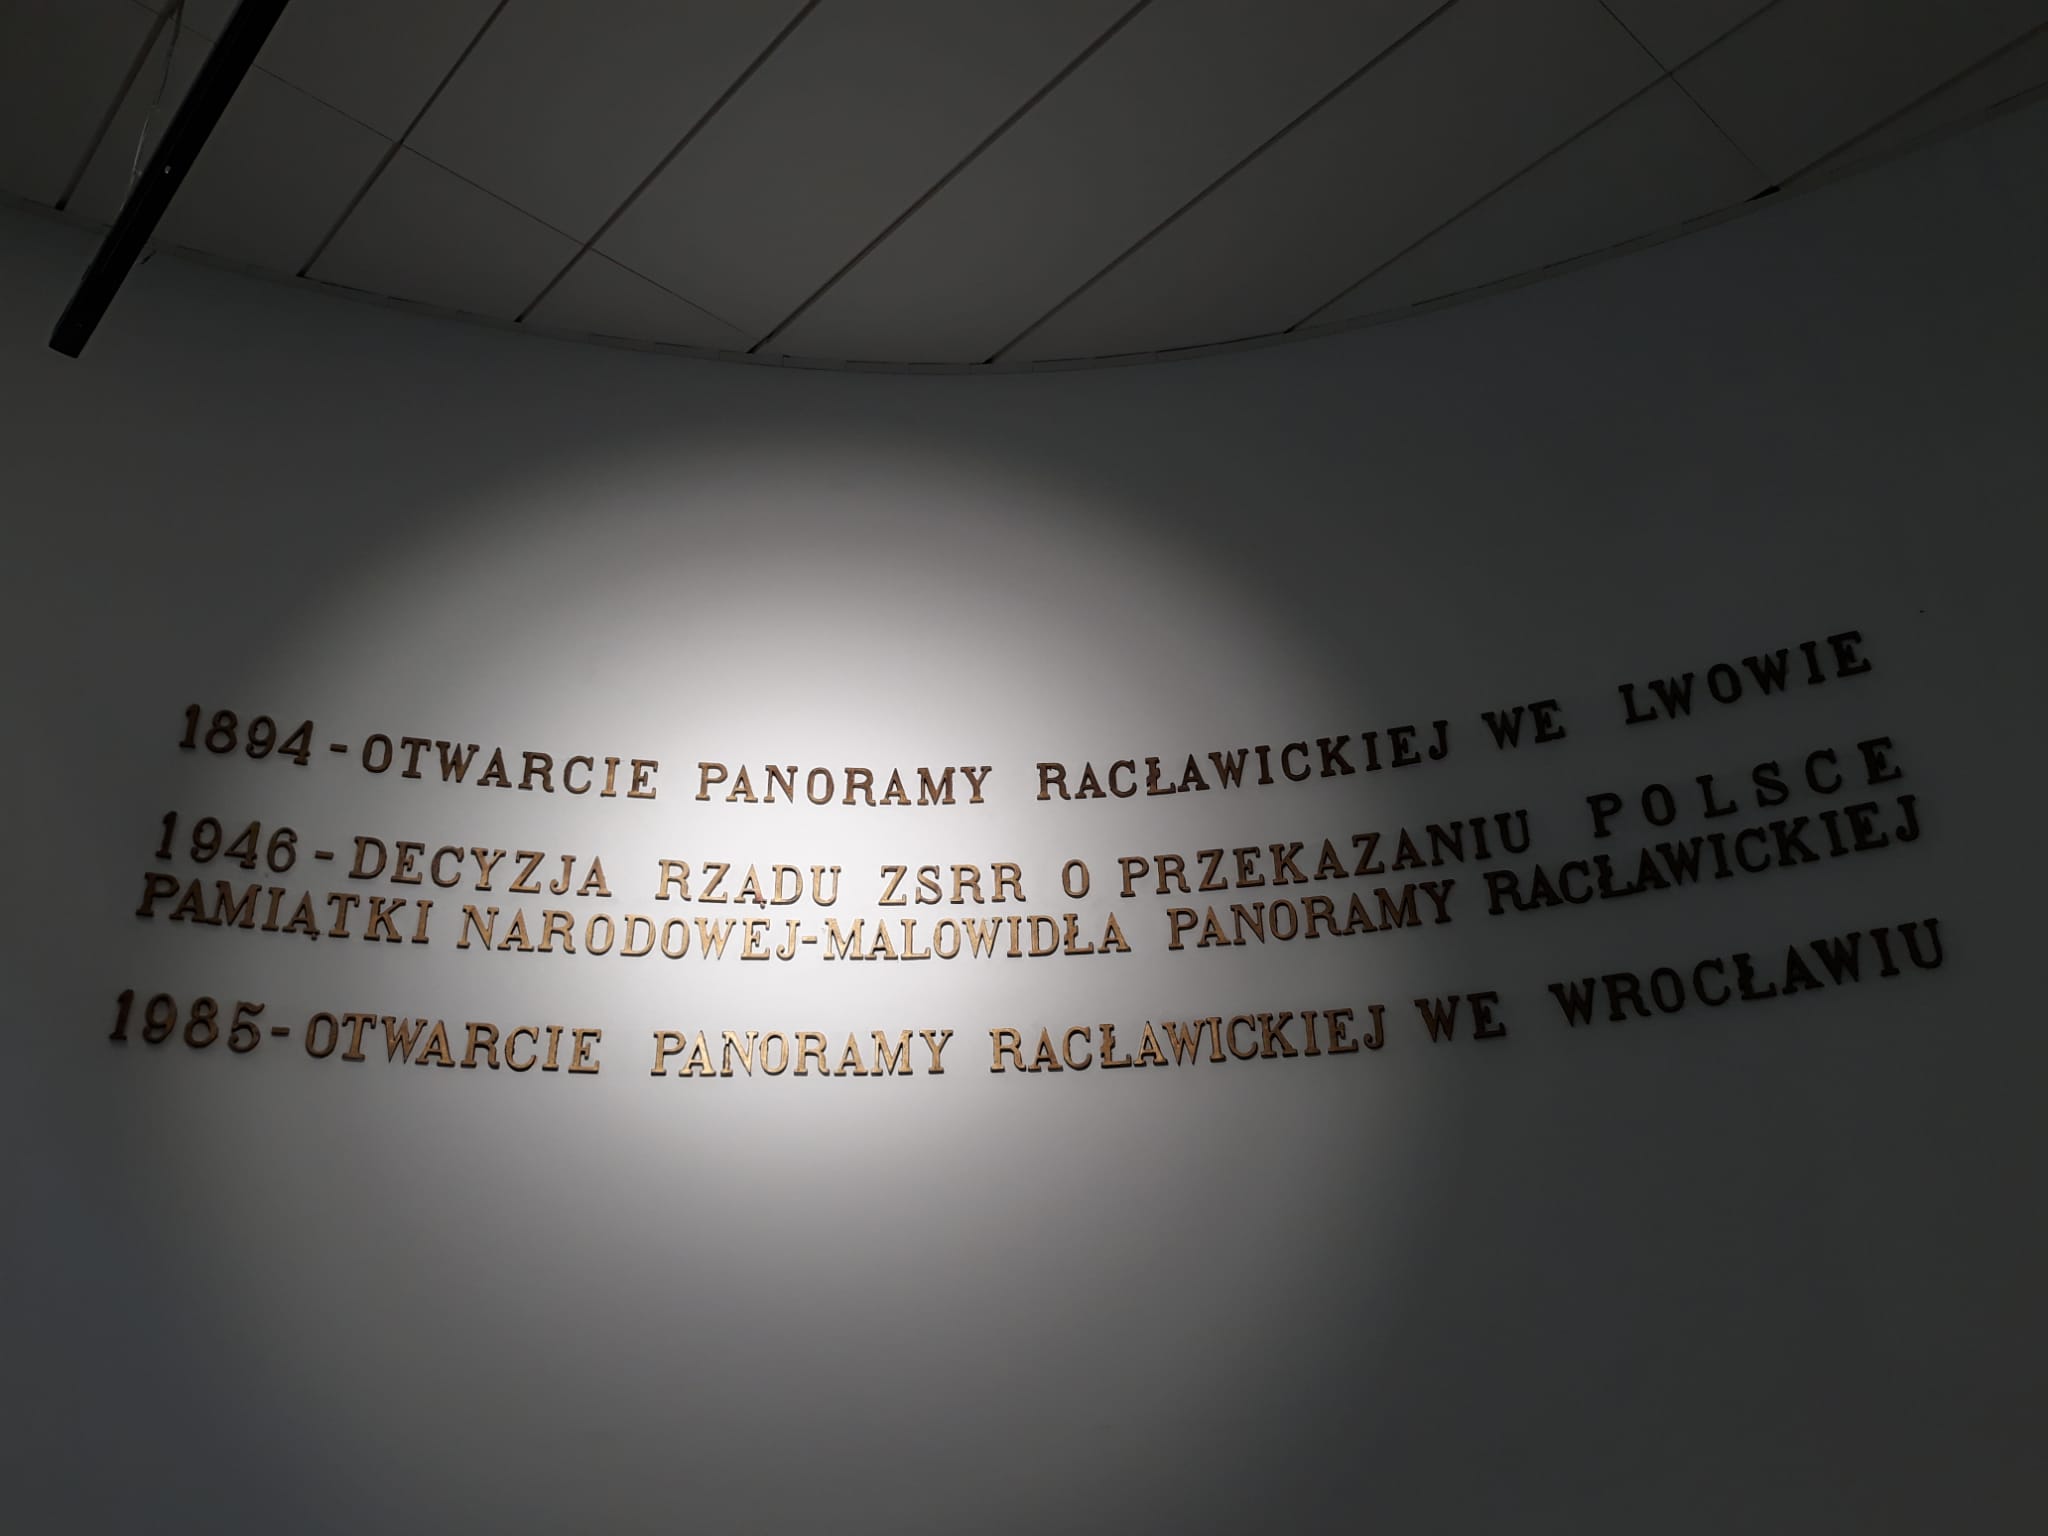 1894-OTWARCIE PANORAMY RACŁAWICKIEJ WE LWOWIE
1946-DECYZJA RZĄDU ZSRR O PRZEKAZANIU POLSCE
PAMIĄTKI NARODOWEJ-MALOWIDŁA PANORAMY RACŁAWICKIEJ
1985-OTWARCIE PANORAMY RACŁAWICKIEJ WE WROCŁAWIU